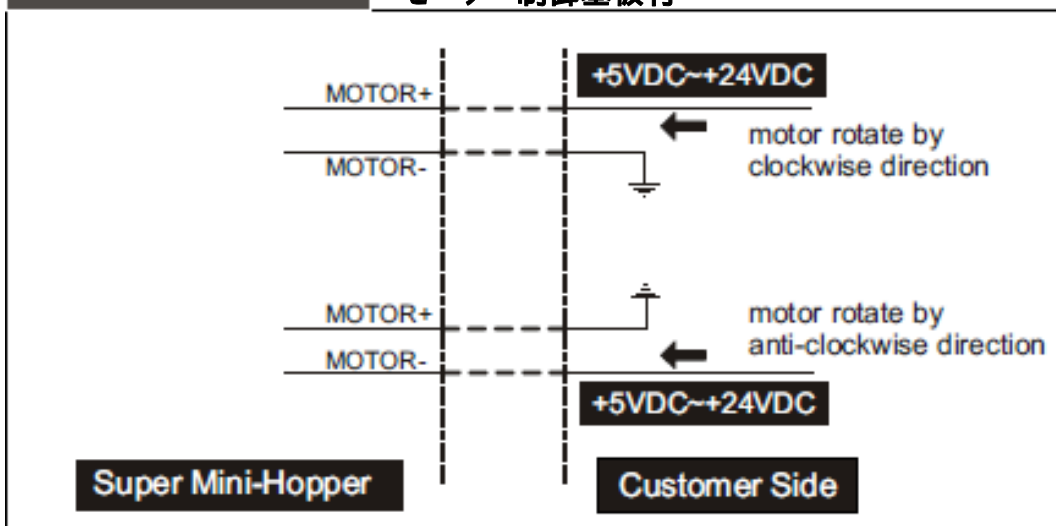 +5VDC~+24VDC
MOTOR+
motor rotate by
clockwise direction
MOTOR-
MOTOR+
motor rotate by
anti-clockwise direction
MOTOR-
+5VDC~+24VDC
Super Mini-Hopper
Customer Side